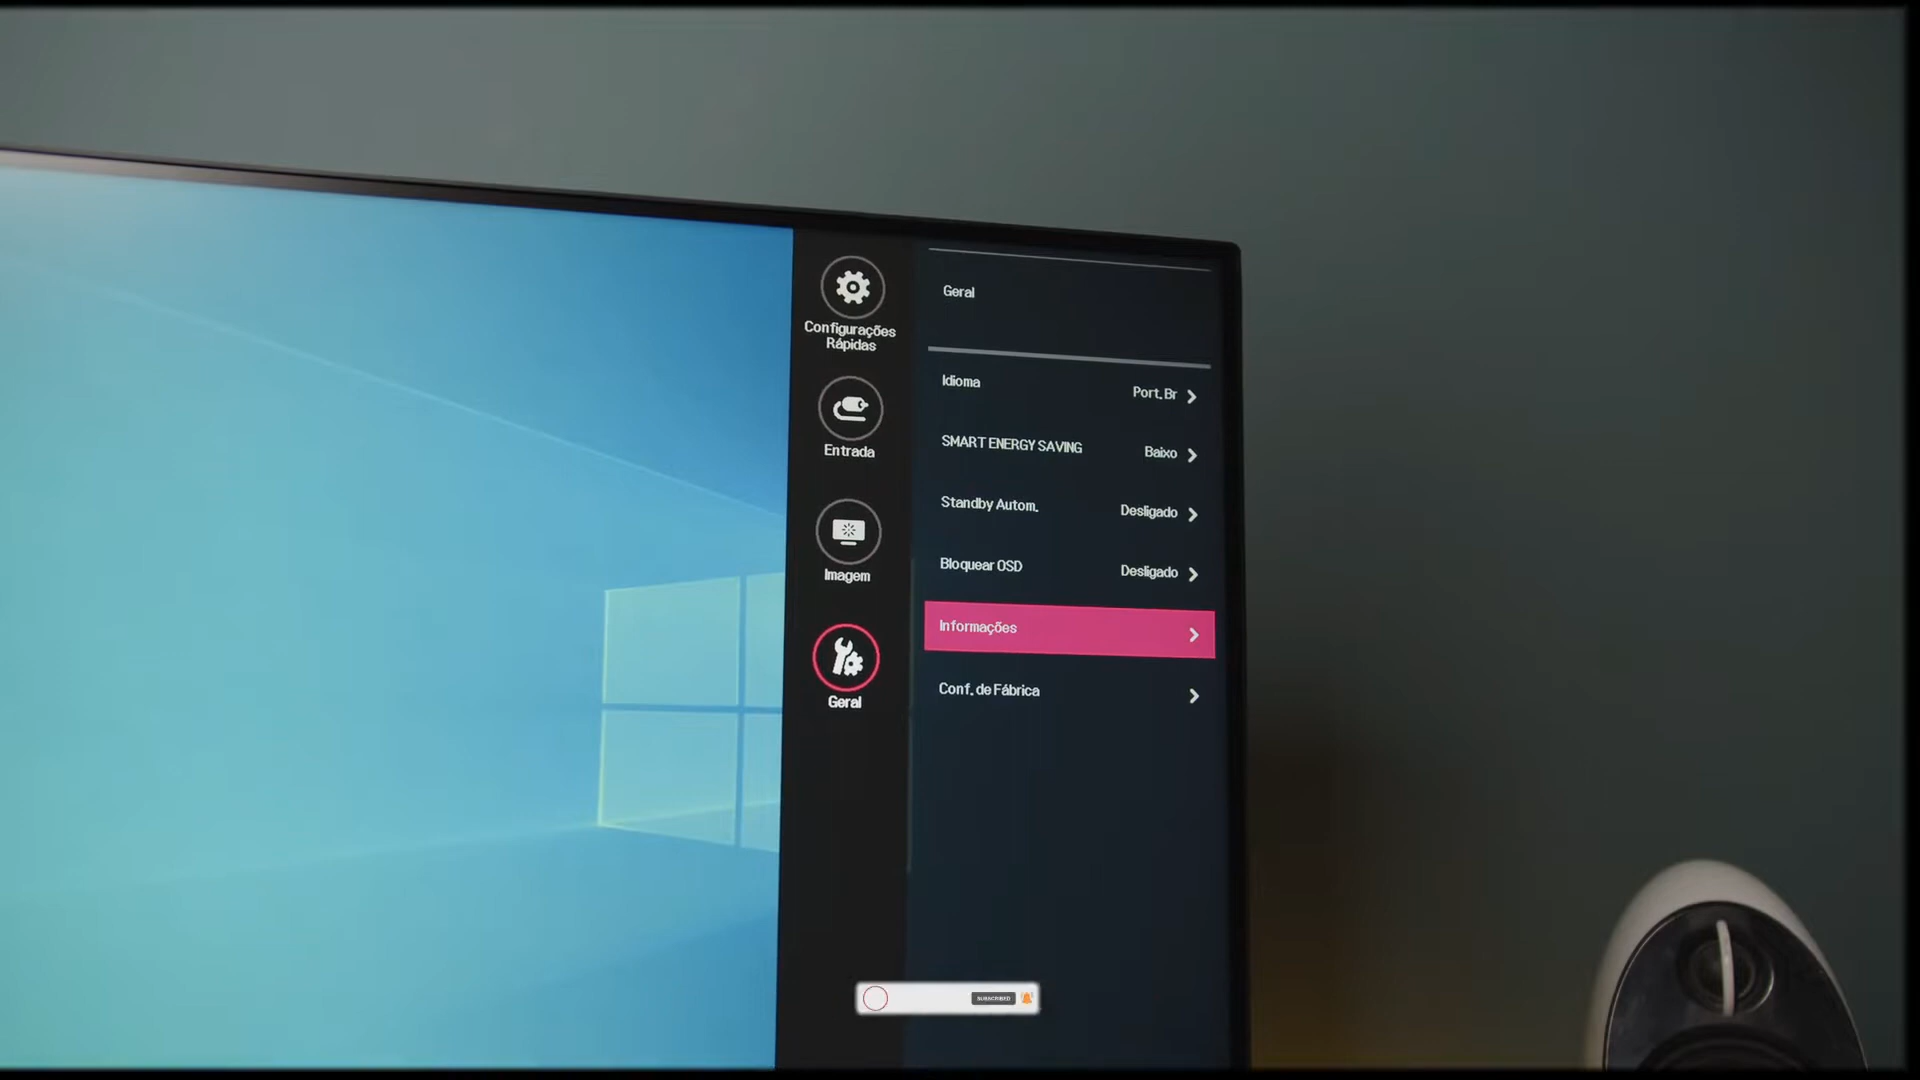 Configurações
Rápidas
Entrada
Imagem
Geral
Geral
Idioma
Port. Br
SMART ENERGY SAVING
Baixo
Standby Autom.
Desligado
Bloquear OSD
Desligado
Informações
Conf. de Fábrica
SUBSCRIBED